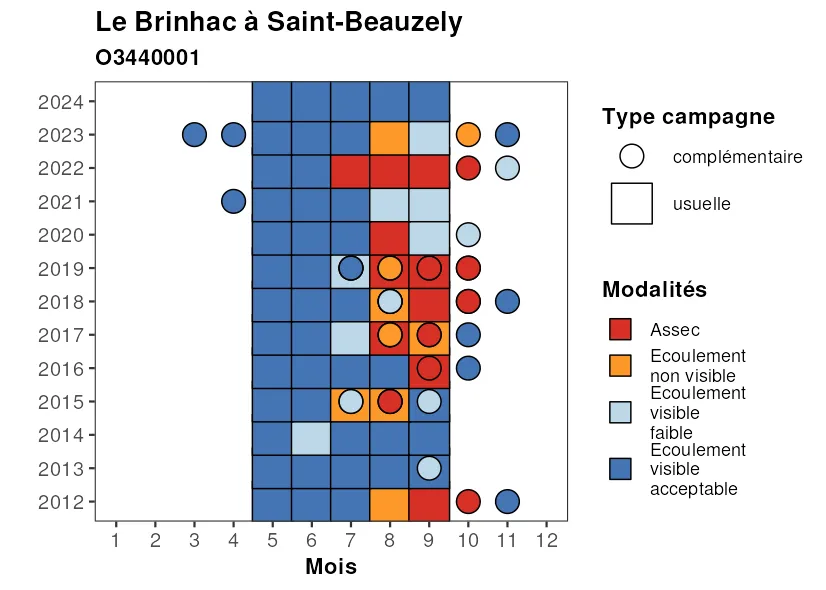 Le Brinhac à Saint-Beauzely
O3440001
2024
2023
2022
2021
2020
2019
2018
2017
2016
2015
2014
2013
2012
1 2 3 4 5 6 7 8 9 10 11 12
Mois
Type campagne
complémentaire
usuelle
Modalités
Assec
Ecoulement
non visible
Ecoulement
visible
faible
Ecoulement
visible
acceptable